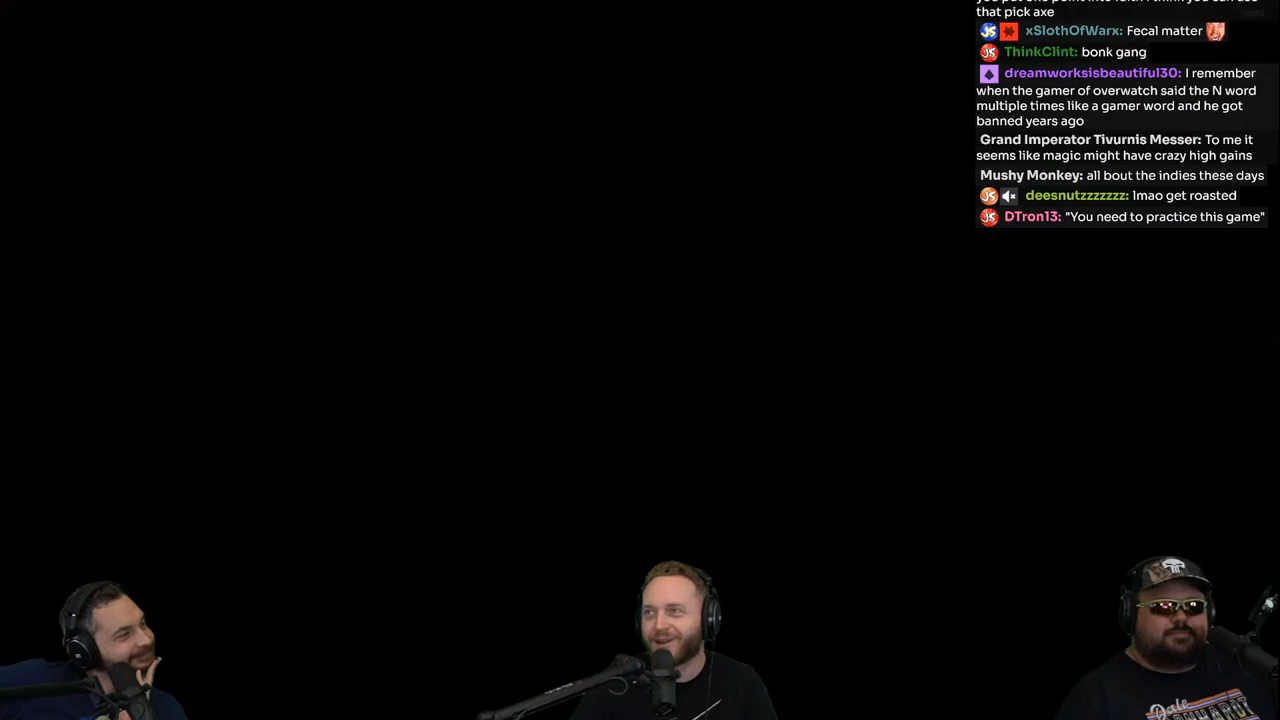 that pick axe
xSlothOfWarx: Fecal matter
ThinkClint: bonk gang
dreamworksisbeautiful30: I remember
when the gamer of overwatch said the N word
multiple times like a gamer word and he got
banned years ago
Grand Imperator Tivurnis Messer: To me it
seems like magic might have crazy high gains
Mushy Monkey: all bout the indies these days
deesnutzzzzzzz: lmao get roasted
DTron13: "You need to practice this game"
Dale